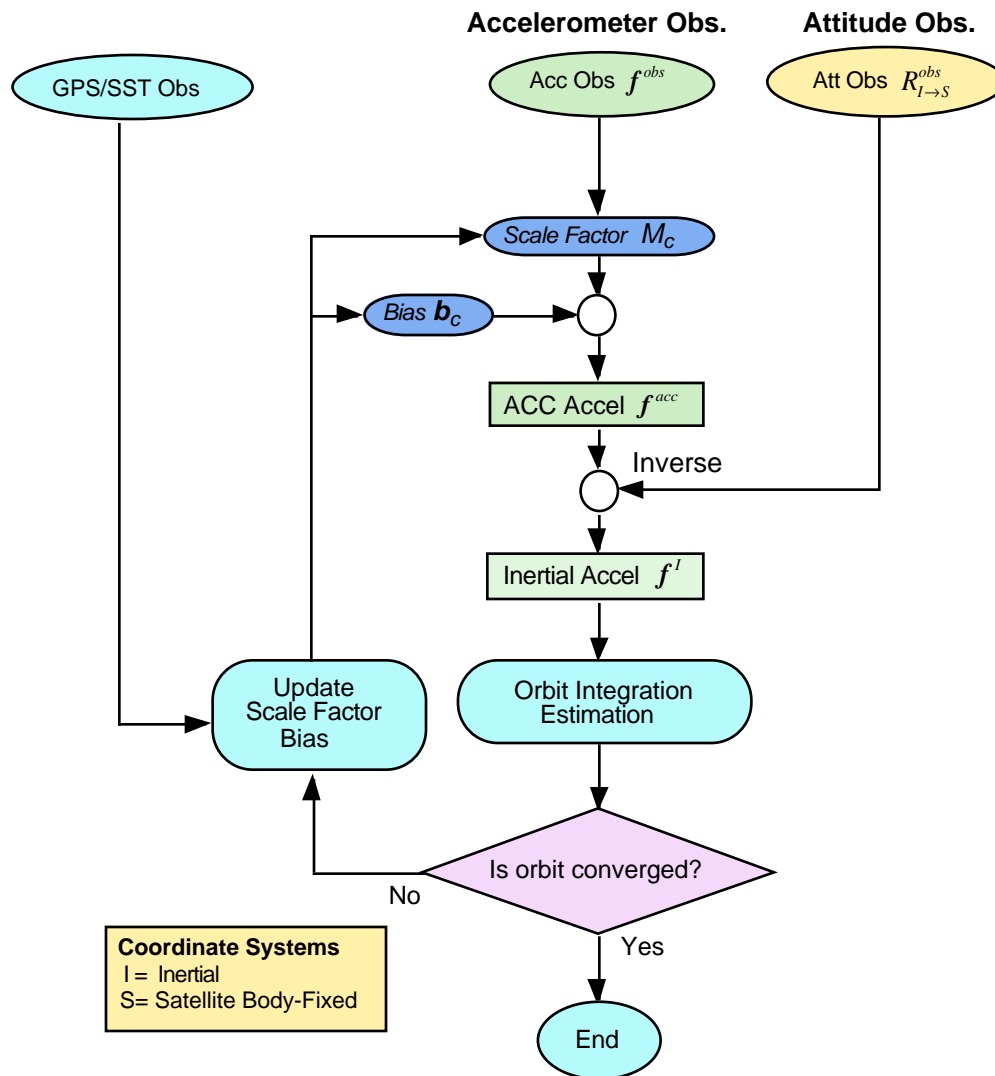 Accelerometer Obs.
Attitude Obs.
GPS/SST Obs
Acc Obs f^{obs}
Att Obs R^{obs}_{I→S}
Scale Factor M_c
Bias b_c
ACC Accel f^{acc}
Inverse
Inertial Accel f^I
Update
Scale Factor
Bias
Orbit Integration
Estimation
Is orbit converged?
No
Yes
Coordinate Systems
I = Inertial
S= Satellite Body-Fixed
End